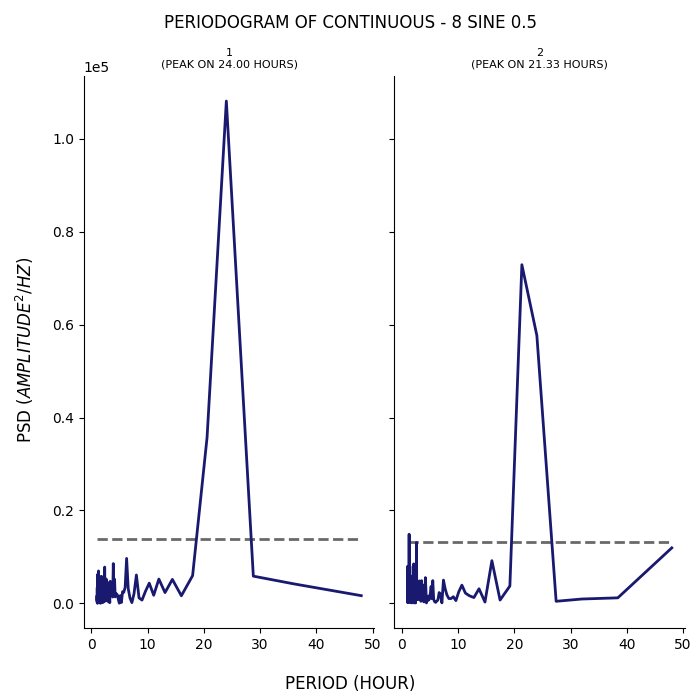 PERIODOGRAM OF CONTINUOUS - 8 SINE 0.5
1
(PEAK ON 24.00 HOURS)
2
(PEAK ON 21.33 HOURS)
1e5
1.0
0.8
0.6
0.4
0.2
0.0
PSD (AMPLITUDE²/HZ)
0 10 20 30 40 50
0 10 20 30 40 50
PERIOD (HOUR)